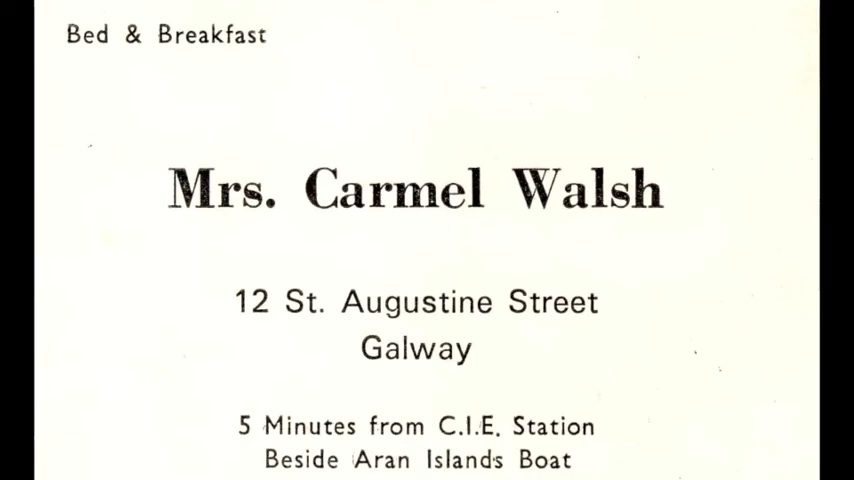 Bed & Breakfast
Mrs. Carmel Walsh
12 St. Augustine Street
Galway
5 Minutes from C.I.E. Station
Beside Aran Islands Boat